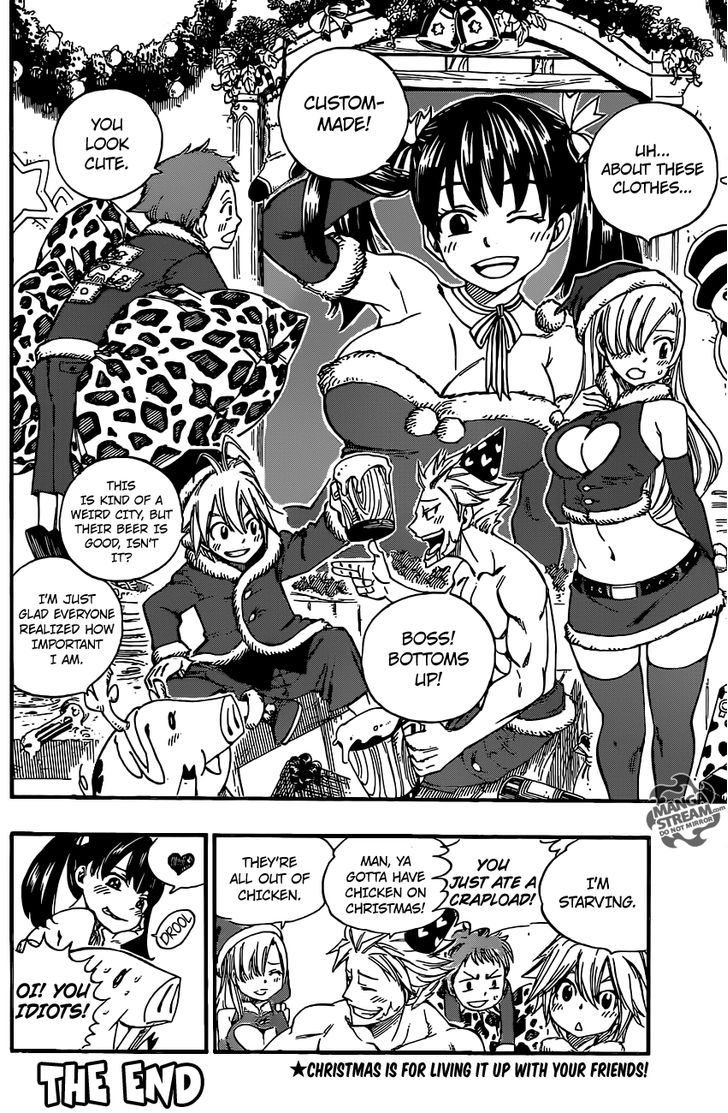 UH...
ABOUT THESE
CLOTHES...
CUSTOM-
MADE!
YOU
LOOK
CUTE.
THIS
IS KIND OF A
WEIRD CITY, BUT
THEIR BEER IS
GOOD, ISN'T
IT?
BOSS!
BOTTOMS
UP!
I'M JUST
GLAD EVERYONE
REALIZED HOW
IMPORTANT
I AM.
MANGA
STREAM.com
DO NOT MIRROR
I'M
STARVING.
YOU
JUST ATE A
CRAPLOAD!
MAN, YA
GOTTA HAVE
CHICKEN ON
CHRISTMAS!
THEY'RE
ALL OUT OF
CHICKEN.
DROOL
OI! YOU
IDIOTS!
THE END
★CHRISTMAS IS FOR LIVING IT UP WITH YOUR FRIENDS!